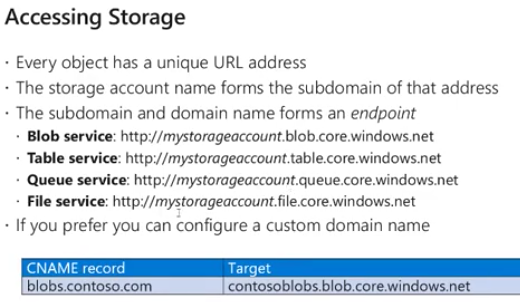 Accessing Storage
· Every object has a unique URL address
· The storage account name forms the subdomain of that address
· The subdomain and domain name forms an endpoint
· Blob service: http://mystorageaccount.blob.core.windows.net
· Table service: http://mystorageaccount.table.core.windows.net
· Queue service: http://mystorageaccount.queue.core.windows.net
· File service: http://mystorageaccount.file.core.windows.net
· If you prefer you can configure a custom domain name
CNAME record Target
blobs.contoso.com contosoblobs.blob.core.windows.net